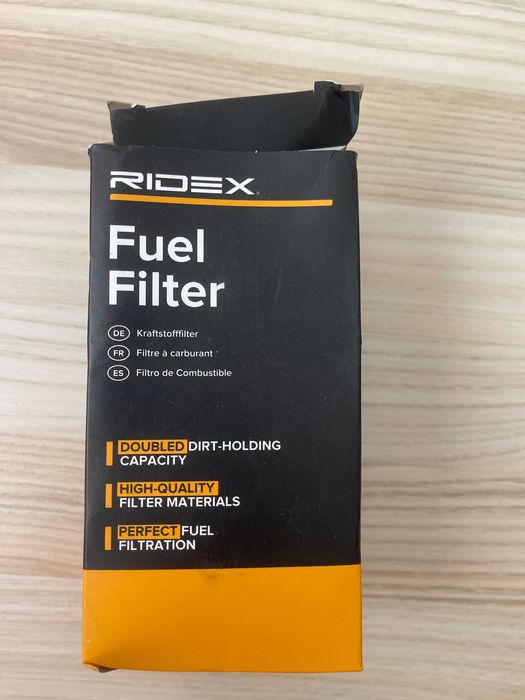 RIDEX
Fuel
Filter
DE Kraftstofffilter
FR Filtre à carburant
ES Filtro de Combustible
DOUBLED DIRT-HOLDING
CAPACITY
HIGH-QUALITY
FILTER MATERIALS
PERFECT FUEL
FILTRATION